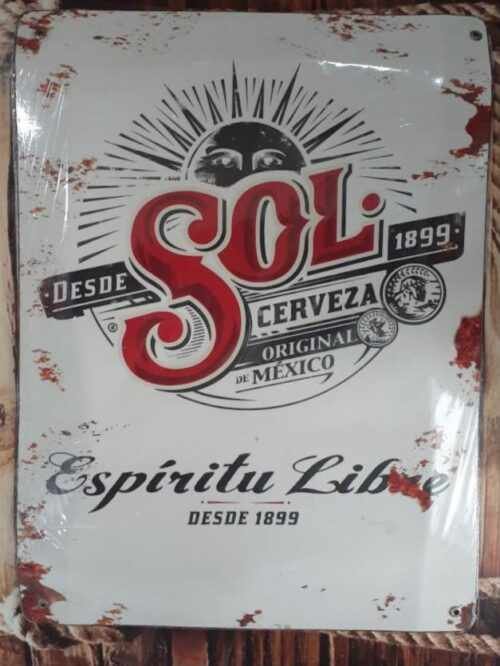 DESDE SOL 1899
CERVEZA
ORIGINAL
DE MÉXICO
Espíritu Libre
DESDE 1899